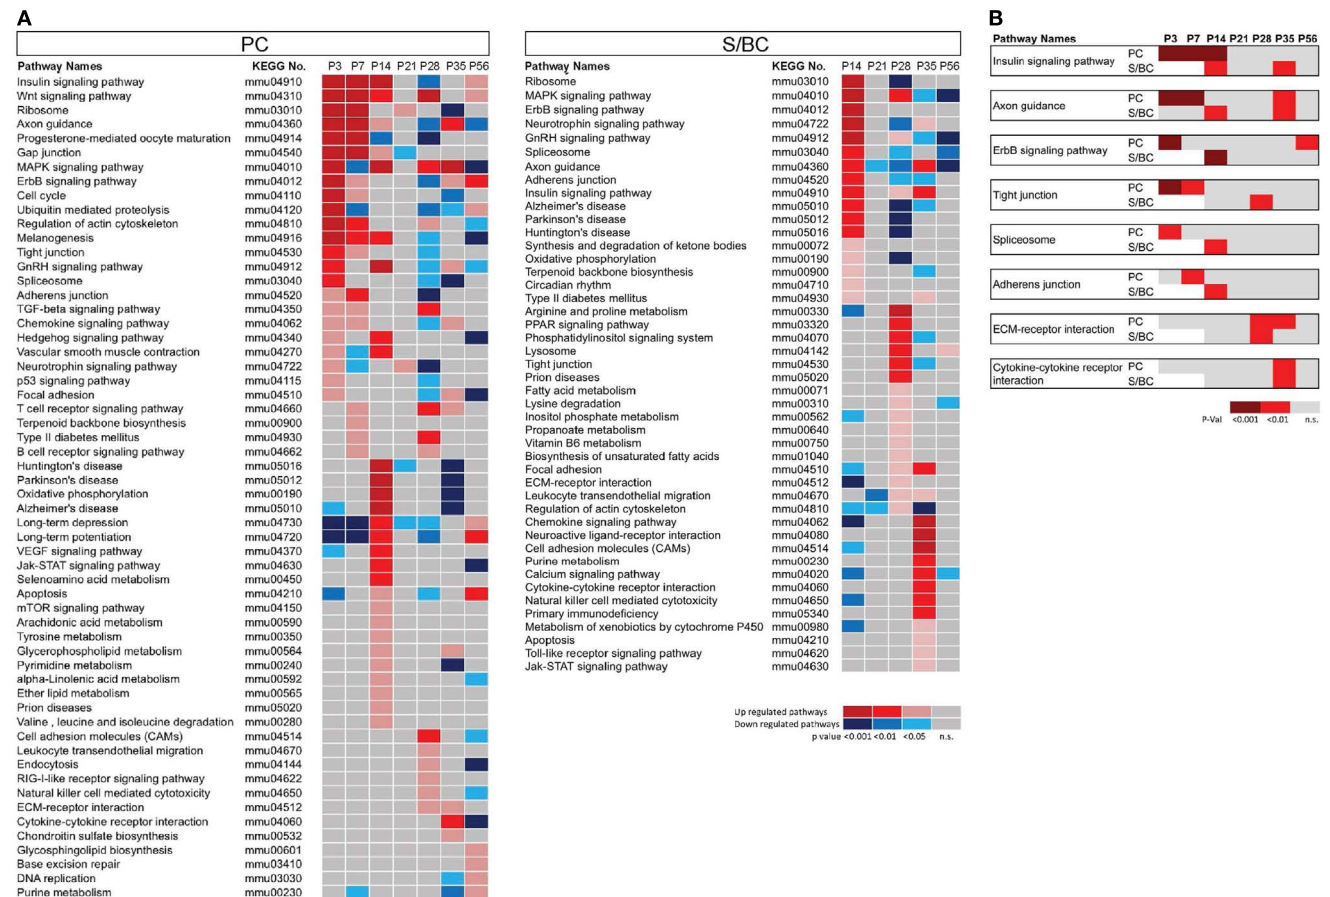 A
PC
Pathway Names KEGG No. P3 P7 P14 P21 P28 P35 P56
Insulin signaling pathway mmu04910
Wnt signaling pathway mmu04310
Ribosome mmu03010
Axon guidance mmu04360
Progesterone-mediated oocyte maturation mmu04914
Gap junction mmu04540
MAPK signaling pathway mmu04010
ErbB signaling pathway mmu04012
Cell cycle mmu04110
Ubiquitin mediated proteolysis mmu04120
Regulation of actin cytoskeleton mmu04810
Melanogenesis mmu04916
Tight junction mmu04530
GnRH signaling pathway mmu04912
Spliceosome mmu03040
Adherens junction mmu04520
TGF-beta signaling pathway mmu04350
Chemokine signaling pathway mmu04062
Hedgehog signaling pathway mmu04340
Vascular smooth muscle contraction mmu04270
Neurotrophin signaling pathway mmu04722
p53 signaling pathway mmu04115
Focal adhesion mmu04510
T cell receptor signaling pathway mmu04660
Terpenoid backbone biosynthesis mmu00900
Type II diabetes mellitus mmu04930
B cell receptor signaling pathway mmu04662
Huntington's disease mmu05016
Parkinson's disease mmu05012
Oxidative phosphorylation mmu00190
Alzheimer's disease mmu05010
Long-term depression mmu04730
Long-term potentiation mmu04720
VEGF signaling pathway mmu04370
Jak-STAT signaling pathway mmu04630
Selenoamino acid metabolism mmu00450
Apoptosis mmu04210
mTOR signaling pathway mmu04150
Arachidonic acid metabolism mmu00590
Tyrosine metabolism mmu00350
Glycerophospholipid metabolism mmu00564
Pyrimidine metabolism mmu00240
alpha-Linolenic acid metabolism mmu00592
Ether lipid metabolism mmu00565
Prion diseases mmu05020
Valine , leucine and isoleucine degradation mmu00280
Cell adhesion molecules (CAMs) mmu04514
Leukocyte transendothelial migration mmu04670
Endocytosis mmu04144
RIG-I-like receptor signaling pathway mmu04622
Natural killer cell mediated cytotoxicity mmu04650
ECM-receptor interaction mmu04512
Cytokine-cytokine receptor interaction mmu04060
Chondroitin sulfate biosynthesis mmu00532
Glycosphingolipid biosynthesis mmu00601
Base excision repair mmu03410
DNA replication mmu03030
Purine metabolism mmu00230
S/BC
Pathway Names KEGG No. P14 P21 P28 P35 P56
Ribosome mmu03010
MAPK signaling pathway mmu04010
ErbB signaling pathway mmu04012
Neurotrophin signaling pathway mmu04722
GnRH signaling pathway mmu04912
Spliceosome mmu03040
Axon guidance mmu04360
Adherens junction mmu04520
Insulin signaling pathway mmu04910
Alzheimer's disease mmu05010
Parkinson's disease mmu05012
Huntington's disease mmu05016
Synthesis and degradation of ketone bodies mmu00072
Oxidative phosphorylation mmu00190
Terpenoid backbone biosynthesis mmu00900
Circadian rhythm mmu04710
Type II diabetes mellitus mmu04930
Arginine and proline metabolism mmu00330
PPAR signaling pathway mmu03320
Phosphatidylinositol signaling system mmu04070
Lysosome mmu04142
Tight junction mmu04530
Prion diseases mmu05020
Fatty acid metabolism mmu00071
Lysine degradation mmu00310
Inositol phosphate metabolism mmu00562
Propanoate metabolism mmu00640
Vitamin B6 metabolism mmu00750
Biosynthesis of unsaturated fatty acids mmu01040
Focal adhesion mmu04510
ECM-receptor interaction mmu04512
Leukocyte transendothelial migration mmu04670
Regulation of actin cytoskeleton mmu04810
Chemokine signaling pathway mmu04062
Neuroactive ligand-receptor interaction mmu04080
Cell adhesion molecules (CAMs) mmu04514
Purine metabolism mmu00230
Calcium signaling pathway mmu04020
Cytokine-cytokine receptor interaction mmu04060
Natural killer cell mediated cytotoxicity mmu04650
Primary immunodeficiency mmu05340
Metabolism of xenobiotics by cytochrome P450 mmu00980
Apoptosis mmu04210
Toll-like receptor signaling pathway mmu04620
Jak-STAT signaling pathway mmu04630
Up regulated pathways
Down regulated pathways
p value <0.001 <0.01 <0.05 n.s.
B
Pathway Names P3 P7 P14 P21 P28 P35 P56
Insulin signaling pathway PC
S/BC
Axon guidance PC
S/BC
ErbB signaling pathway PC
S/BC
Tight junction PC
S/BC
Spliceosome PC
S/BC
Adherens junction PC
S/BC
ECM-receptor interaction PC
S/BC
Cytokine-cytokine receptor PC
interaction S/BC
P-Val <0.001 <0.01 n.s.